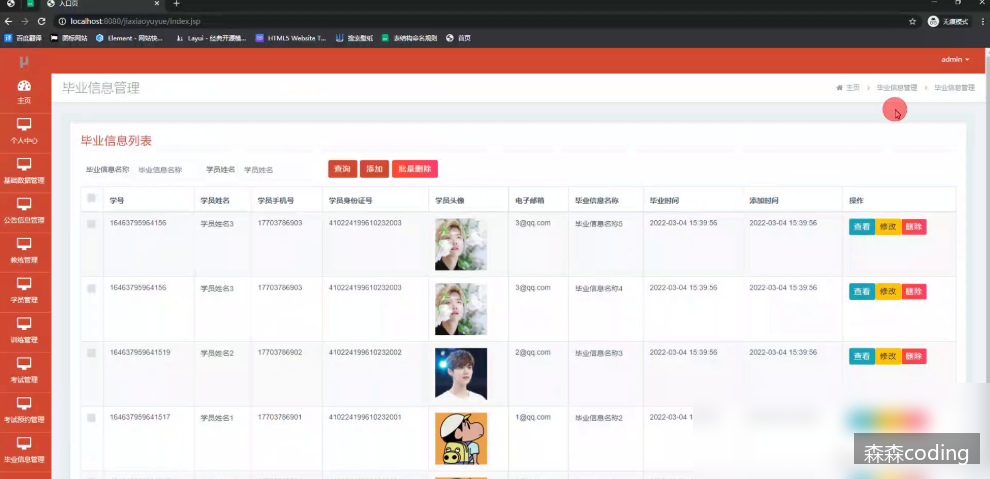 入口页
localhost:8080/jiaxiaoyuyue/index.jsp
无痕模式
百度翻译 图标网站 Element - 网站快... Layui - 经典开源模... HTML5 Website T... 搜索壁纸 表结构命名规则 首页
μ
admin
主页
个人中心
基础数据管理
公告信息管理
教练管理
学员管理
训练管理
考试管理
考试预约管理
毕业信息管理
毕业信息管理
主页 > 毕业信息管理 > 毕业信息管理
毕业信息列表
毕业信息名称 毕业信息名称 学员姓名 学员姓名 查询 添加 批量删除
学号 学员姓名 学员手机号 学员身份证号 学员头像 电子邮箱 毕业信息名称 毕业时间 添加时间 操作
16463795964156 学员姓名3 17703786903 410224199610232003 3@qq.com 毕业信息名称5 2022-03-04 15:39:56 2022-03-04 15:39:56 查看 修改 删除
16463795964156 学员姓名3 17703786903 410224199610232003 3@qq.com 毕业信息名称4 2022-03-04 15:39:56 2022-03-04 15:39:56 查看 修改 删除
164637959641519 学员姓名2 17703786902 410224199610232002 2@qq.com 毕业信息名称3 2022-03-04 15:39:56 2022-03-04 15:39:56 查看 修改 删除
164637959641517 学员姓名1 17703786901 410224199610232001 1@qq.com 毕业信息名称2 2022-03-04 1
森森coding